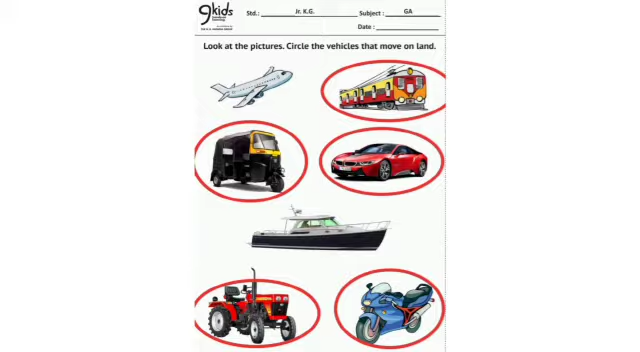 9kids
Std.: Jr. K.G. Subject : GA
Date :
Look at the pictures. Circle the vehicles that move on land.